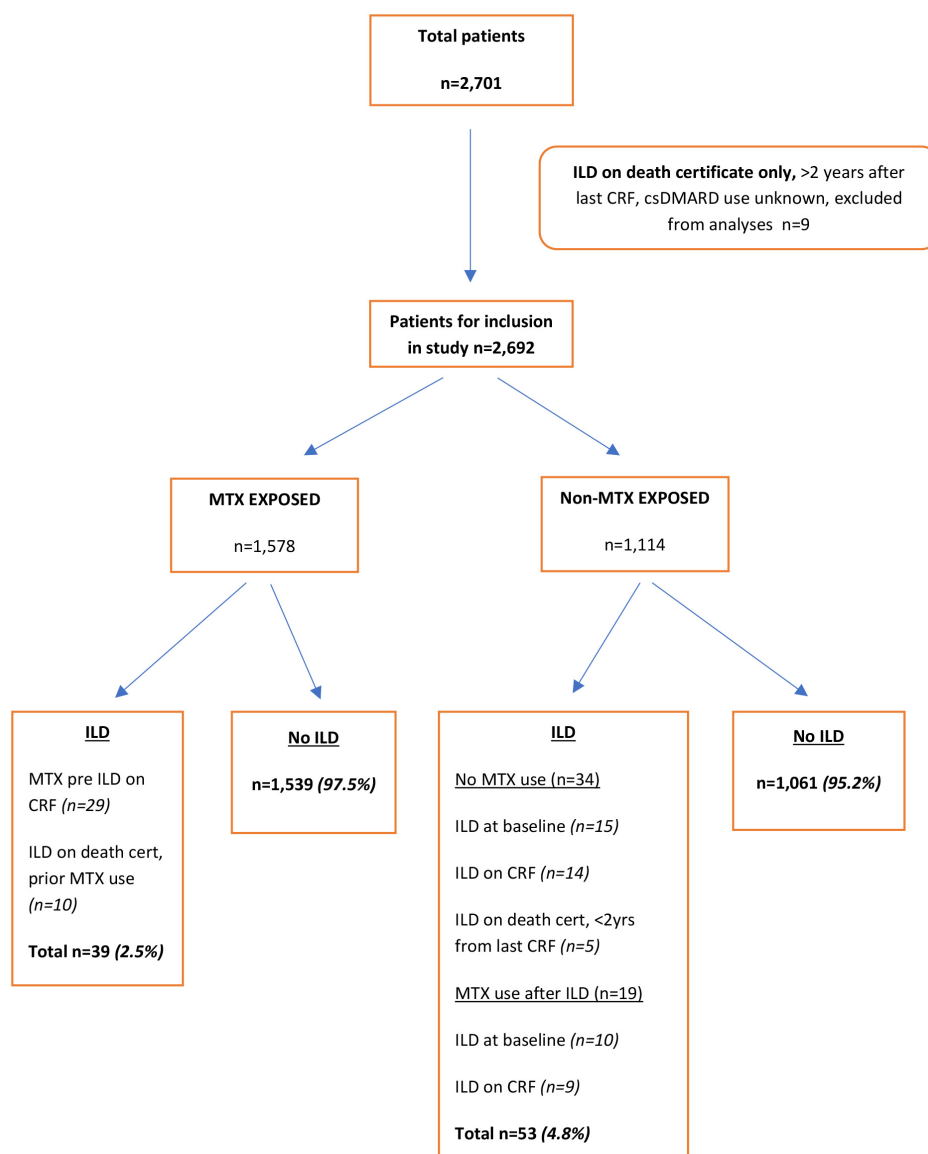 Total patients
n=2,701
ILD on death certificate only, >2 years after
last CRF, csDMARD use unknown, excluded
from analyses n=9
Patients for inclusion
in study n=2,692
MTX EXPOSED
n=1,578
Non-MTX EXPOSED
n=1,114
ILD
MTX pre ILD on
CRF (n=29)
ILD on death cert,
prior MTX use
(n=10)
Total n=39 (2.5%)
No ILD
n=1,539 (97.5%)
ILD
No MTX use (n=34)
ILD at baseline (n=15)
ILD on CRF (n=14)
ILD on death cert, <2yrs
from last CRF (n=5)
MTX use after ILD (n=19)
ILD at baseline (n=10)
ILD on CRF (n=9)
Total n=53 (4.8%)
No ILD
n=1,061 (95.2%)